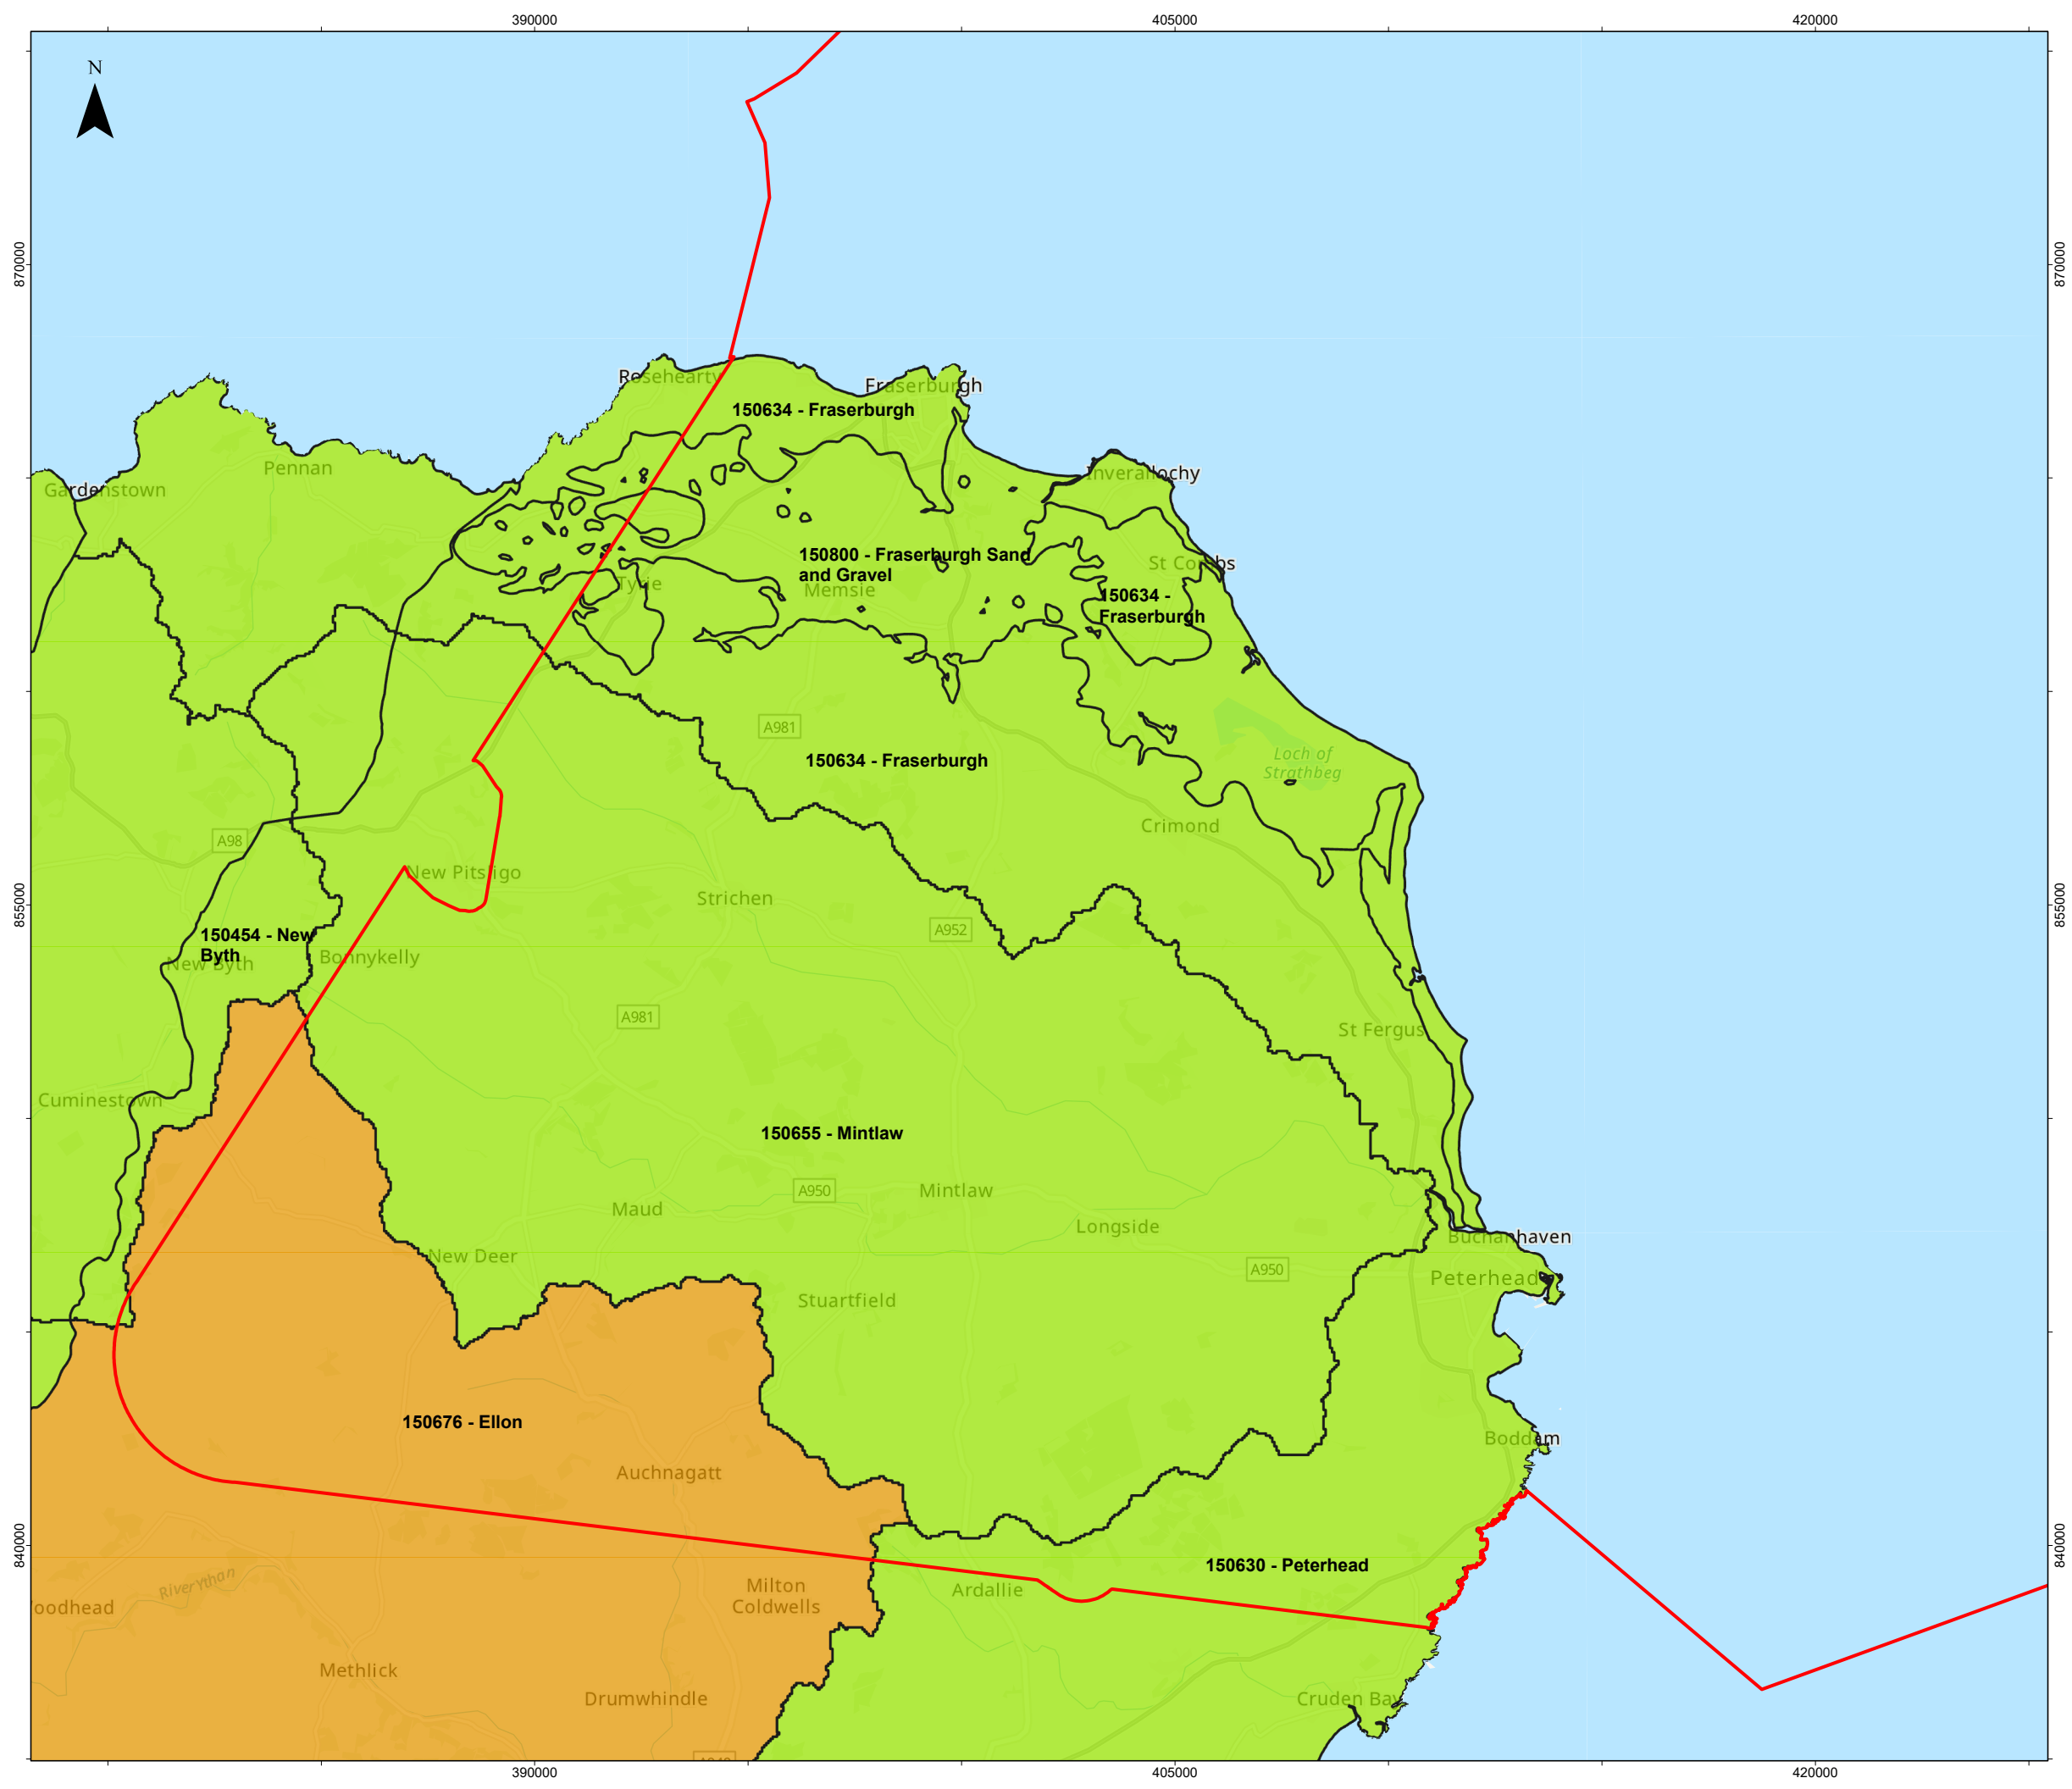 390000
405000
420000
N
870000
870000
Rosehearty
Fraserburgh
150634 - Fraserburgh
Pennan
Inverallochy
Gardenstown
150800 - Fraserburgh Sand
and Gravel
St Combs
Tyrie
Memsie
150634 -
Fraserburgh
A981
150634 - Fraserburgh
Loch of
Strathbeg
Crimond
A98
New Pitsligo
Strichen
855000
855000
A952
150454 - New
Byth
New Byth
Bonnykelly
A981
St Fergus
Cuminestown
150655 - Mintlaw
A950
Mintlaw
Maud
Longside
Buchanhaven
New Deer
A950
Peterhead
Stuartfield
150676 - Ellon
Boddam
Auchnagatt
840000
840000
150630 - Peterhead
River Ythan
Milton
Coldwells
Ardallie
oodhead
Methlick
Drumwhindle
Cruden Bay
390000
405000
420000